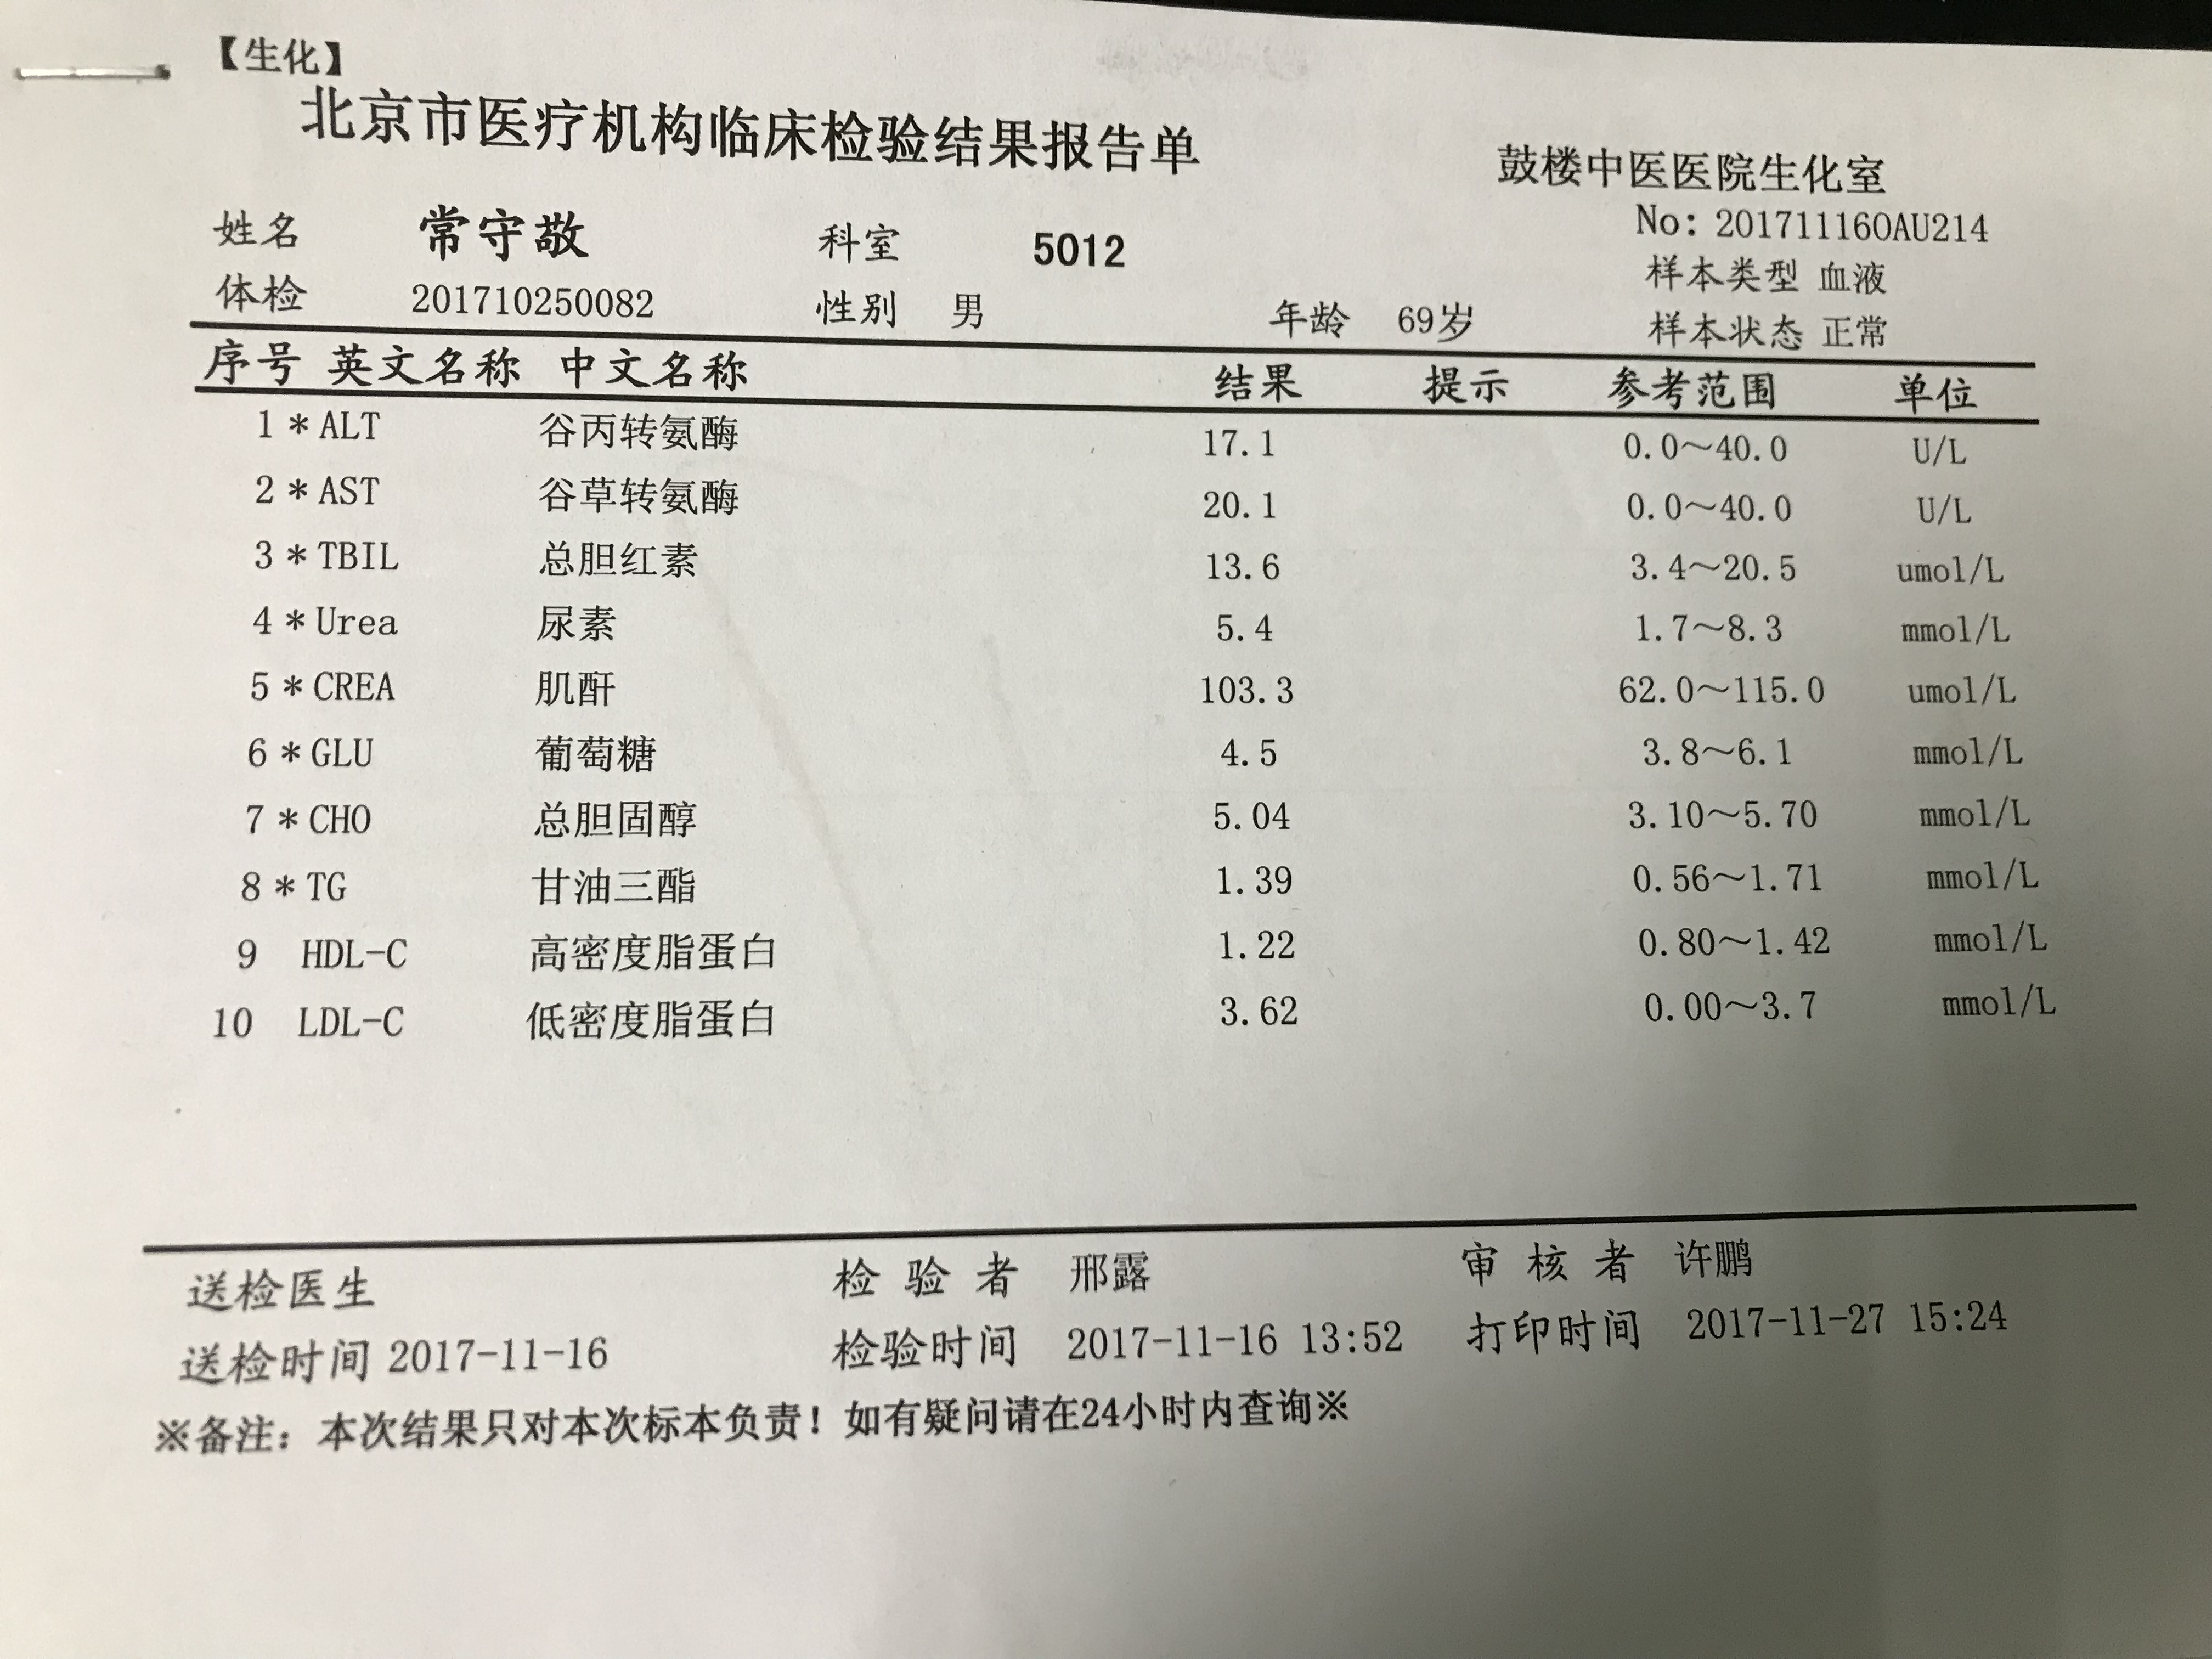 【生化】
北京市医疗机构临床检验结果报告单
鼓楼中医医院生化室
No: 20171116OAU214
姓名 常守敬 科室 5012
样本类型 血液
体检 201710250082 性别 男 年龄 69岁
样本状态 正常
序号 英文名称 中文名称 结果 提示 参考范围 单位
1 * ALT 谷丙转氨酶 17.1 0.0～40.0 U/L
2 * AST 谷草转氨酶 20.1 0.0～40.0 U/L
3 * TBIL 总胆红素 13.6 3.4～20.5 umol/L
4 * Urea 尿素 5.4 1.7～8.3 mmol/L
5 * CREA 肌酐 103.3 62.0～115.0 umol/L
6 * GLU 葡萄糖 4.5 3.8～6.1 mmol/L
7 * CHO 总胆固醇 5.04 3.10～5.70 mmol/L
8 * TG 甘油三酯 1.39 0.56～1.71 mmol/L
9 HDL-C 高密度脂蛋白 1.22 0.80～1.42 mmol/L
10 LDL-C 低密度脂蛋白 3.62 0.00～3.7 mmol/L
送检医生 检验者 邢露 审核者 许鹏
送检时间 2017-11-16 检验时间 2017-11-16 13:52 打印时间 2017-11-27 15:24
※备注：本次结果只对本次标本负责！如有疑问请在24小时内查询※